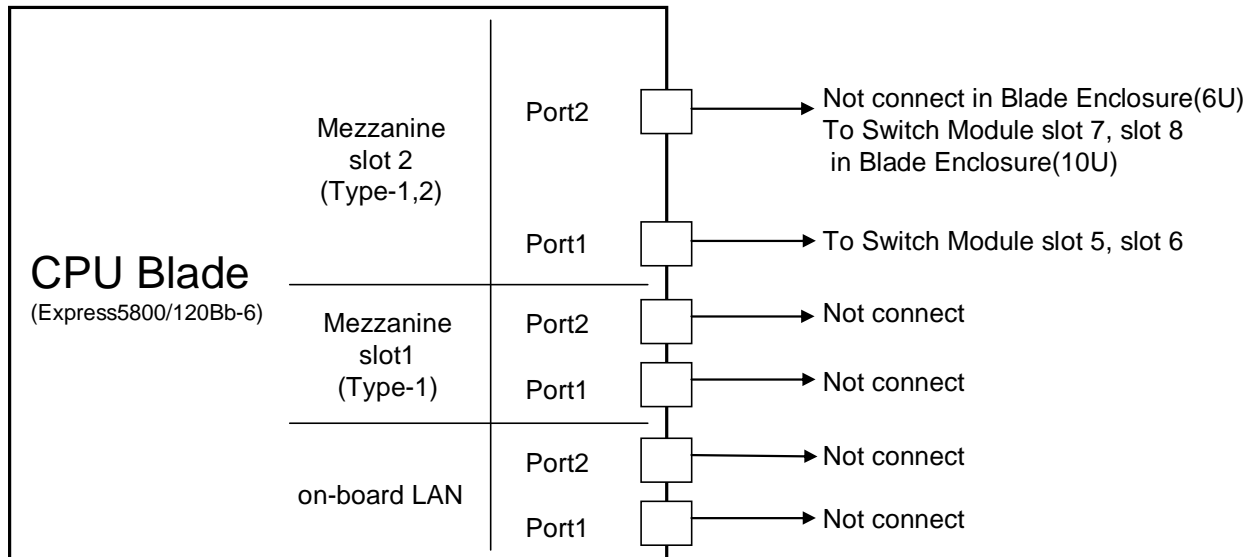 CPU Blade
(Express5800/120Bb-6)
Mezzanine
slot 2
(Type-1,2)
Port2
Not connect in Blade Enclosure(6U)
To Switch Module slot 7, slot 8
in Blade Enclosure(10U)
Port1
To Switch Module slot 5, slot 6
Mezzanine
slot1
(Type-1)
Port2
Not connect
Port1
Not connect
on-board LAN
Port2
Not connect
Port1
Not connect